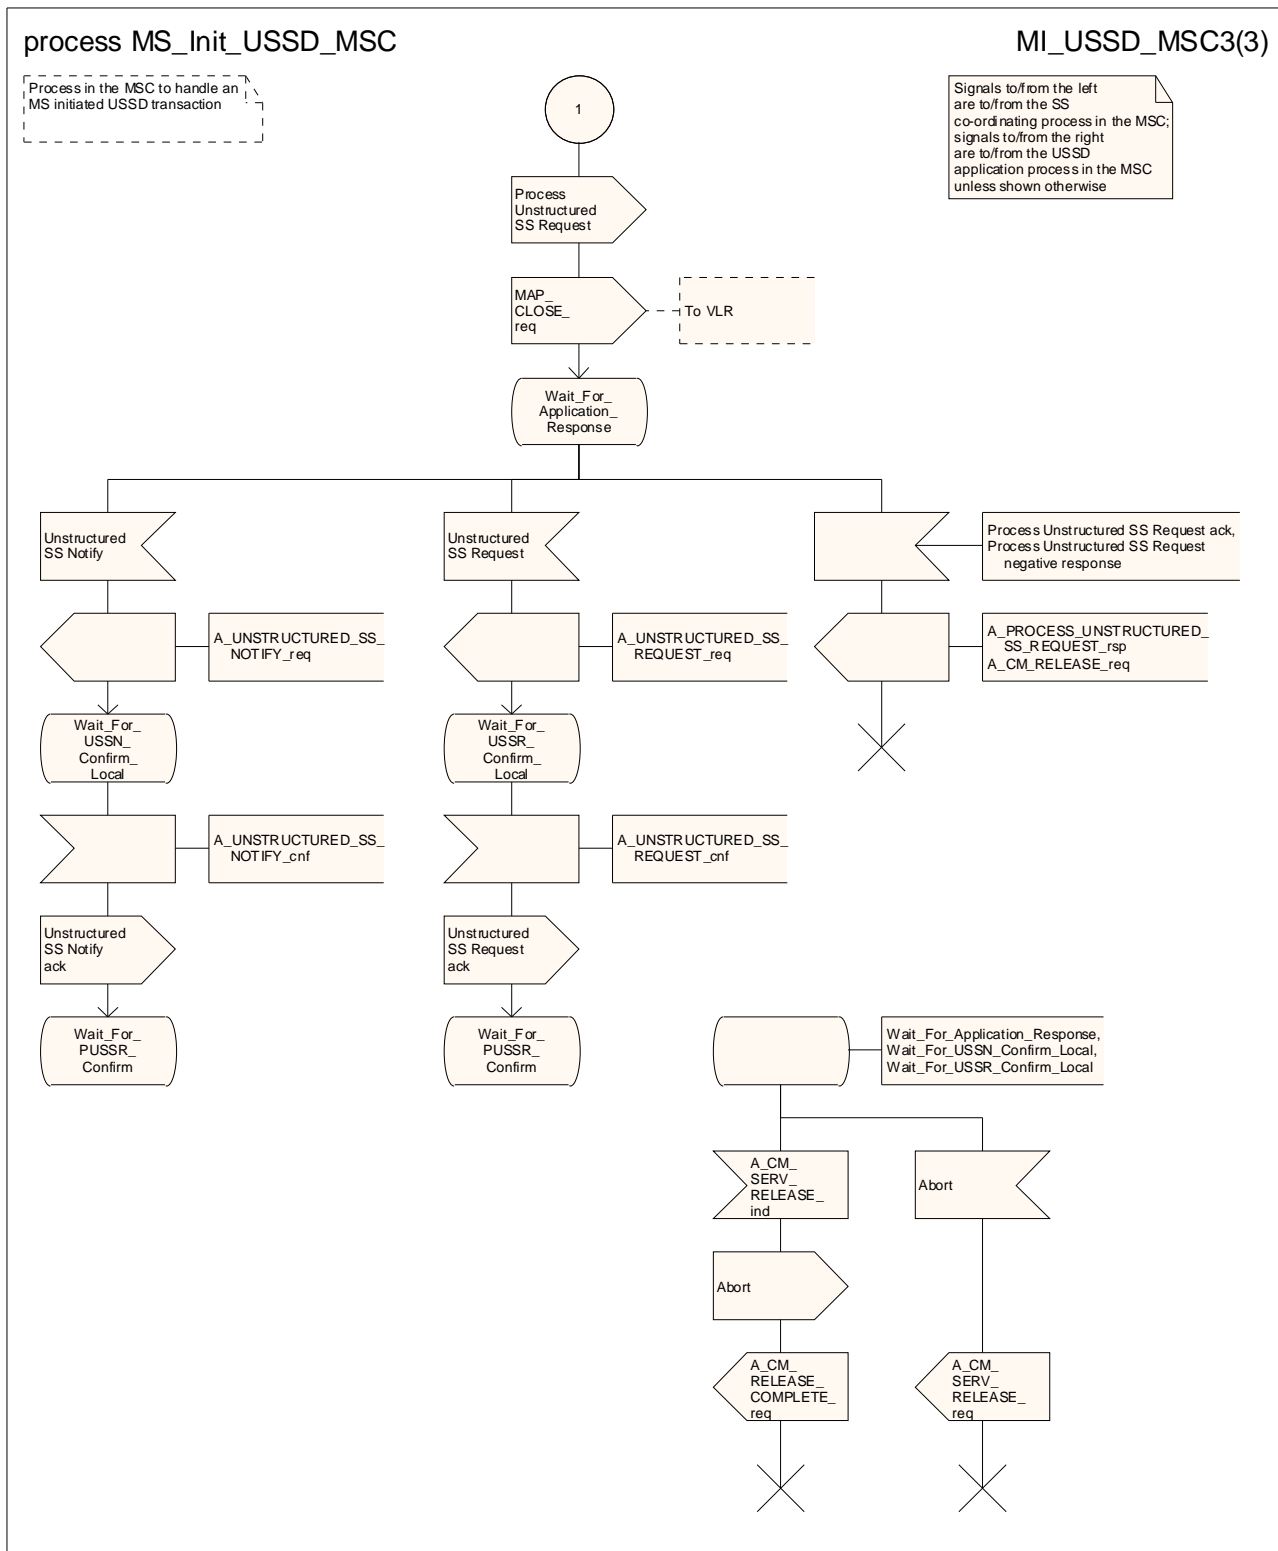 process MS_Init_USSD_MSC
MI_USSD_MSC3(3)
Process in the MSC to handle an
MS initiated USSD transaction
1
Signals to/from the left
are to/from the SS
co-ordinating process in the MSC;
signals to/from the right
are to/from the USSD
application process in the MSC
unless shown otherwise
Process
Unstructured
SS Request
MAP_
CLOSE_
req
To VLR
Wait_For_
Application_
Response
Unstructured
SS Notify
Unstructured
SS Request
Process Unstructured SS Request ack,
Process Unstructured SS Request
negative response
A_UNSTRUCTURED_SS_
NOTIFY_req
A_UNSTRUCTURED_SS_
REQUEST_req
A_PROCESS_UNSTRUCTURED_
SS_REQUEST_rsp
A_CM_RELEASE_req
Wait_For_
USSN_
Confirm_
Local
Wait_For_
USSR_
Confirm_
Local
A_UNSTRUCTURED_SS_
NOTIFY_cnf
A_UNSTRUCTURED_SS_
REQUEST_cnf
Unstructured
SS Notify
ack
Unstructured
SS Request
ack
Wait_For_
PUSSR_
Confirm
Wait_For_
PUSSR_
Confirm
Wait_For_Application_Response,
Wait_For_USSN_Confirm_Local,
Wait_For_USSR_Confirm_Local
A_CM_
SERV_
RELEASE_
ind
Abort
Abort
A_CM_
RELEASE_
COMPLETE_
req
A_CM_
SERV_
RELEASE_
req